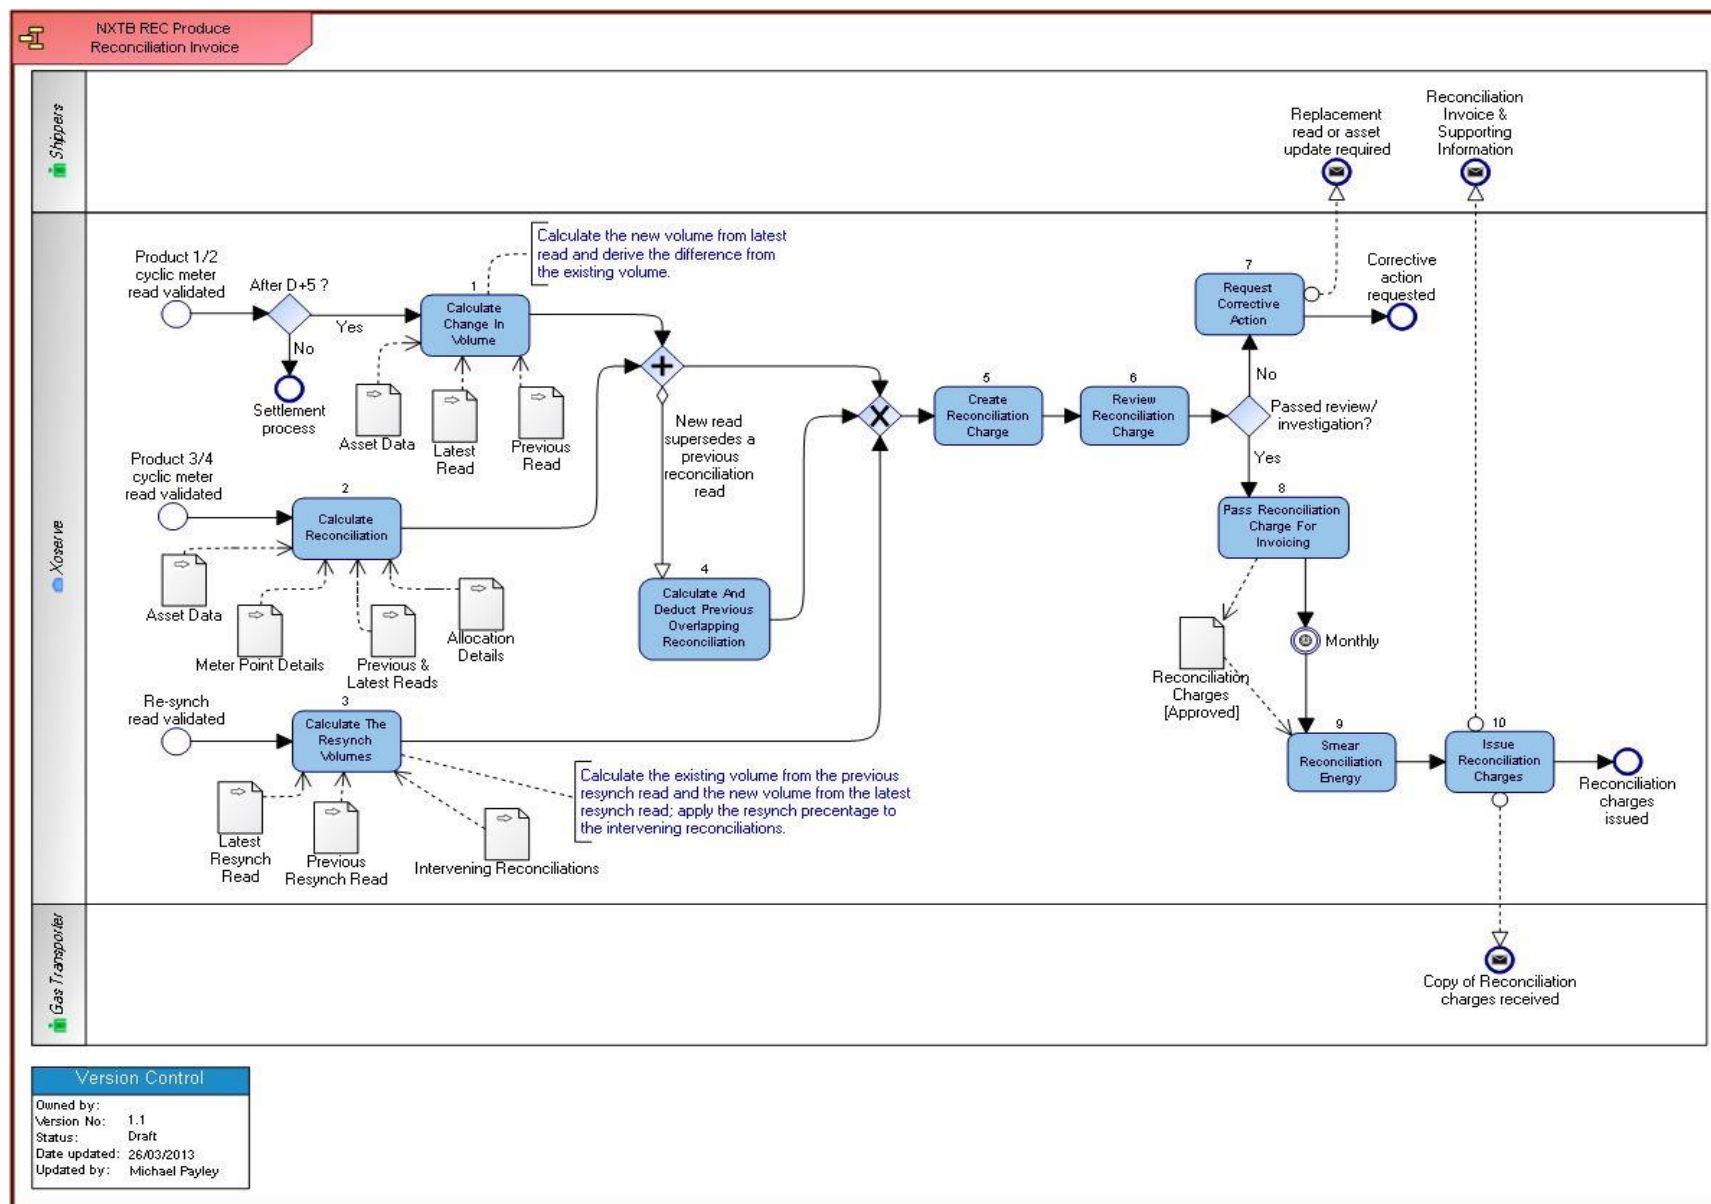 NXTB REC Produce
Reconciliation Invoice
Shippers
Replacement
read or asset
update required
Reconciliation
Invoice &
Supporting
Information
Xoserve
Product 1/2
cyclic meter
read validated
After D+5 ?
Yes
No
Settlement
process
1
Calculate
Change In
Volume
Calculate the new volume from latest
read and derive the difference from
the existing volume.
Asset Data
Latest
Read
Previous
Read
Product 3/4
cyclic meter
read validated
2
Calculate
Reconciliation
Asset Data
Meter Point Details
Previous &
Latest Reads
Allocation
Details
New read
supersedes a
previous
reconciliation
read
4
Calculate And
Deduct Previous
Overlapping
Reconciliation
Re-synch
read validated
3
Calculate The
Resynch
Volumes
Latest
Resynch
Read
Previous
Resynch Read
Intervening Reconciliations
Calculate the existing volume from the previous
resynch read and the new volume from the latest
resynch read; apply the resynch precentage to
the intervening reconciliations.
5
Create
Reconciliation
Charge
6
Review
Reconciliation
Charge
Passed review/
investigation?
No
Yes
7
Request
Corrective
Action
Corrective
action
requested
8
Pass Reconciliation
Charge For
Invoicing
Monthly
Reconciliation
Charges
[Approved]
9
Smear
Reconciliation
Energy
10
Issue
Reconciliation
Charges
Reconciliation
charges
issued
Gas Transporter
Copy of Reconciliation
charges received
Version Control
Owned by:
Version No: 1.1
Status: Draft
Date updated: 26/03/2013
Updated by: Michael Payley